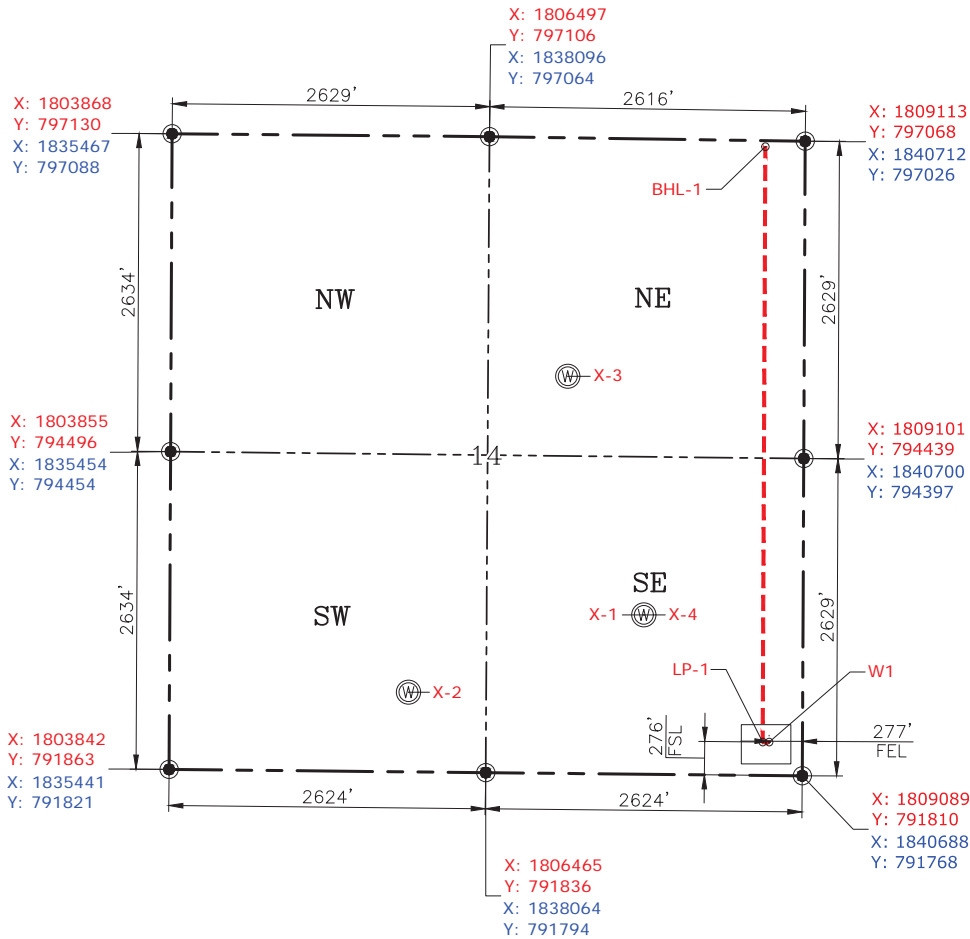 X: 1806497
Y: 797106
X: 1838096
Y: 797064
X: 1803868
Y: 797130
X: 1835467
Y: 797088
2629'
2616'
X: 1809113
Y: 797068
X: 1840712
Y: 797026
BHL-1
2634'
NW
NE
2629'
X-3
X: 1803855
Y: 794496
X: 1835454
Y: 794454
14
X: 1809101
Y: 794439
X: 1840700
Y: 794397
2634'
SW
SE
2629'
X-1
X-4
X-2
LP-1
W1
276'
FSL
277'
FEL
X: 1803842
Y: 791863
X: 1835441
Y: 791821
2624'
2624'
X: 1809089
Y: 791810
X: 1840688
Y: 791768
X: 1806465
Y: 791836
X: 1838064
Y: 791794
W
W
W